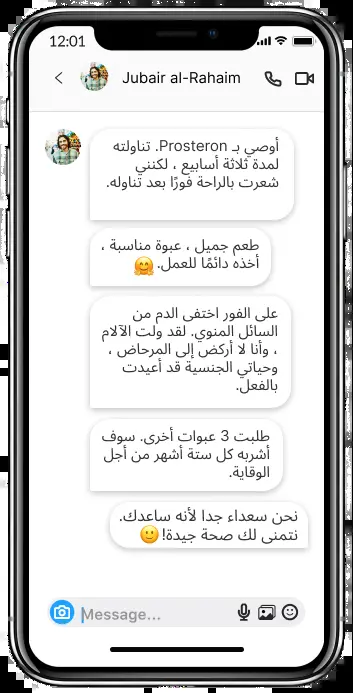 12:01
Jubair al-Rahaim
أوصي بـ Prosteron. تناولته
لمدة ثلاثة أسابيع ، لكنني
شعرت بالراحة فورًا بعد تناوله.
طعم جميل ، عبوة مناسبة ،
أخذه دائمًا للعمل. 🤗
على الفور اختفى الدم من
السائل المنوي. لقد ولت الآلام
، وأنا لا أركض إلى المرحاض ،
وحياتي الجنسية قد أعيدت
بالفعل.
طلبت 3 عبوات أخرى. سوف
أشربه كل ستة أشهر من أجل
الوقاية.
نحن سعداء جدا لأنه ساعدك.
نتمنى لك صحة جيدة! 🙂
Message...